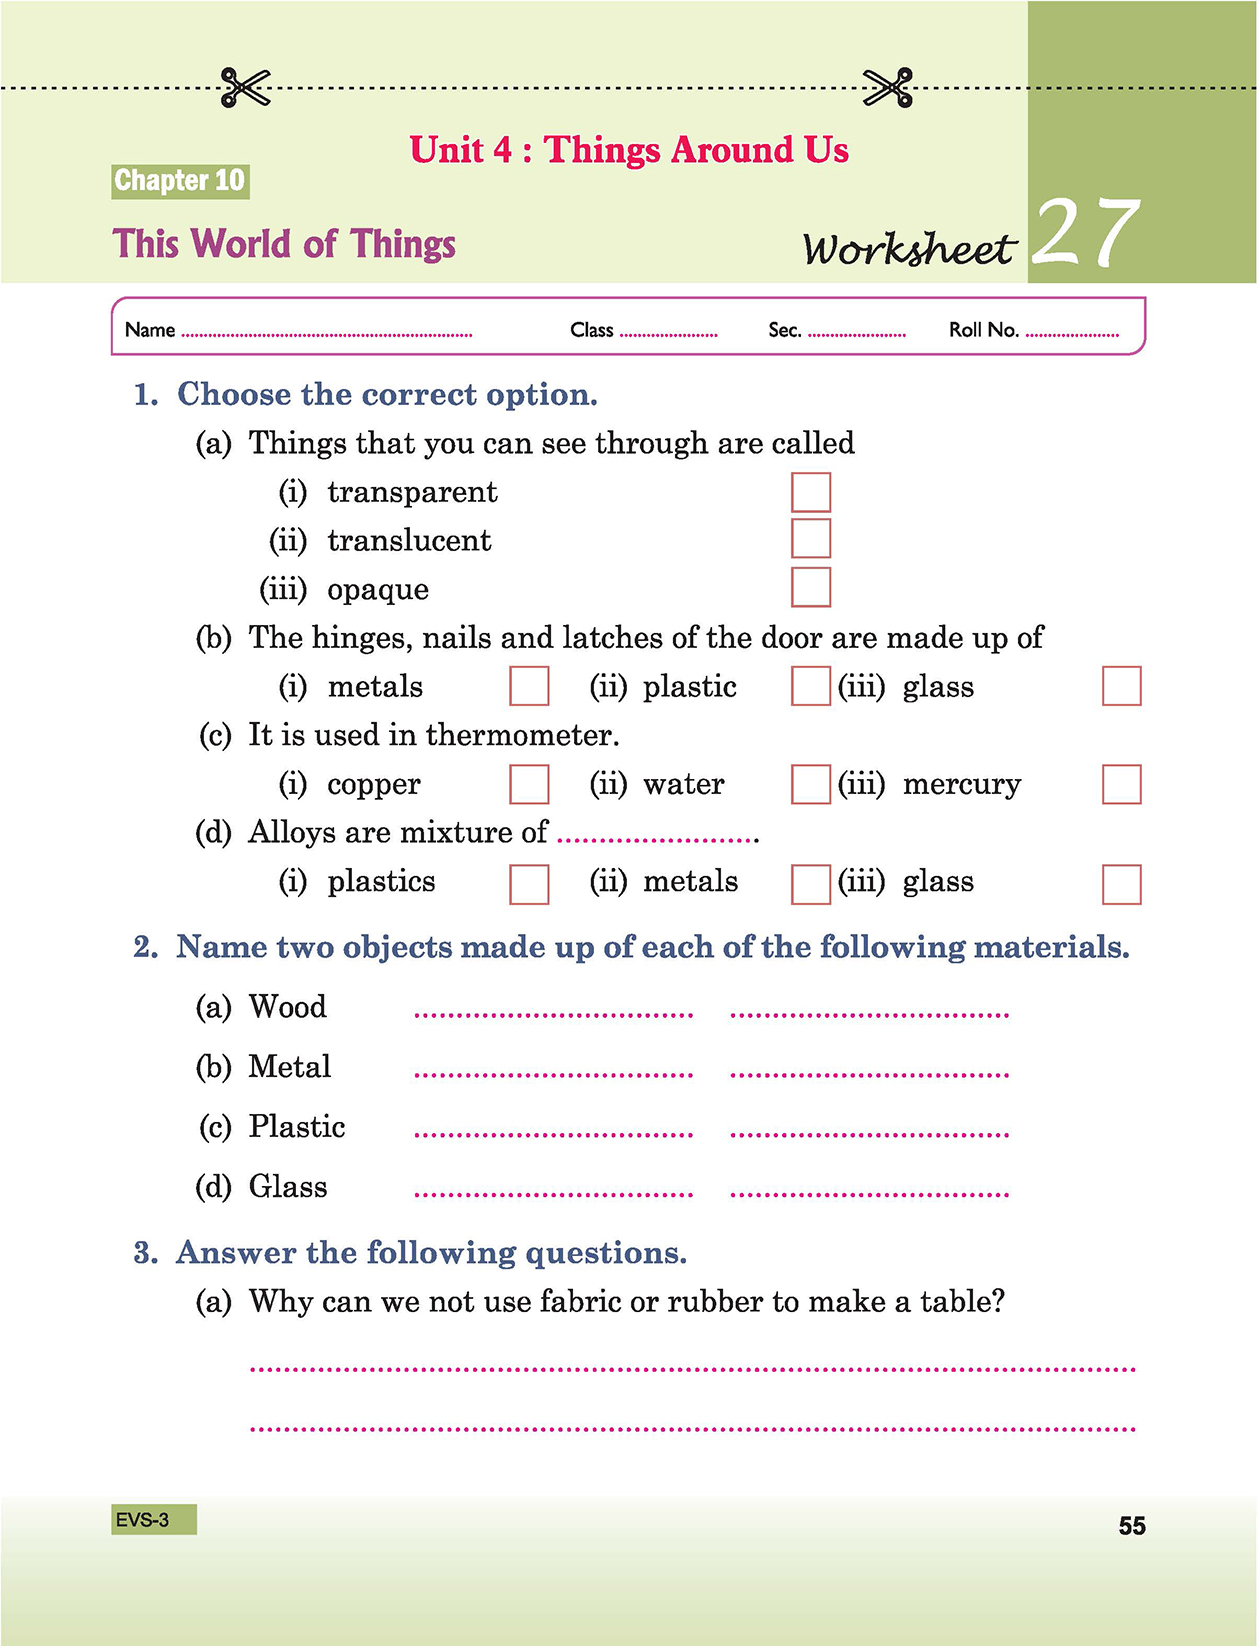 Unit 4 : Things Around Us
Chapter 10
This World of Things
Worksheet 27
Name ........................................................ Class ..................... Sec. ..................... Roll No. .....................
1. Choose the correct option.
(a) Things that you can see through are called
(i) transparent
(ii) translucent
(iii) opaque
(b) The hinges, nails and latches of the door are made up of
(i) metals (ii) plastic (iii) glass
(c) It is used in thermometer.
(i) copper (ii) water (iii) mercury
(d) Alloys are mixture of ........................
(i) plastics (ii) metals (iii) glass
2. Name two objects made up of each of the following materials.
(a) Wood ................................. .................................
(b) Metal ................................. .................................
(c) Plastic ................................. .................................
(d) Glass ................................. .................................
3. Answer the following questions.
(a) Why can we not use fabric or rubber to make a table?
EVS-3
55